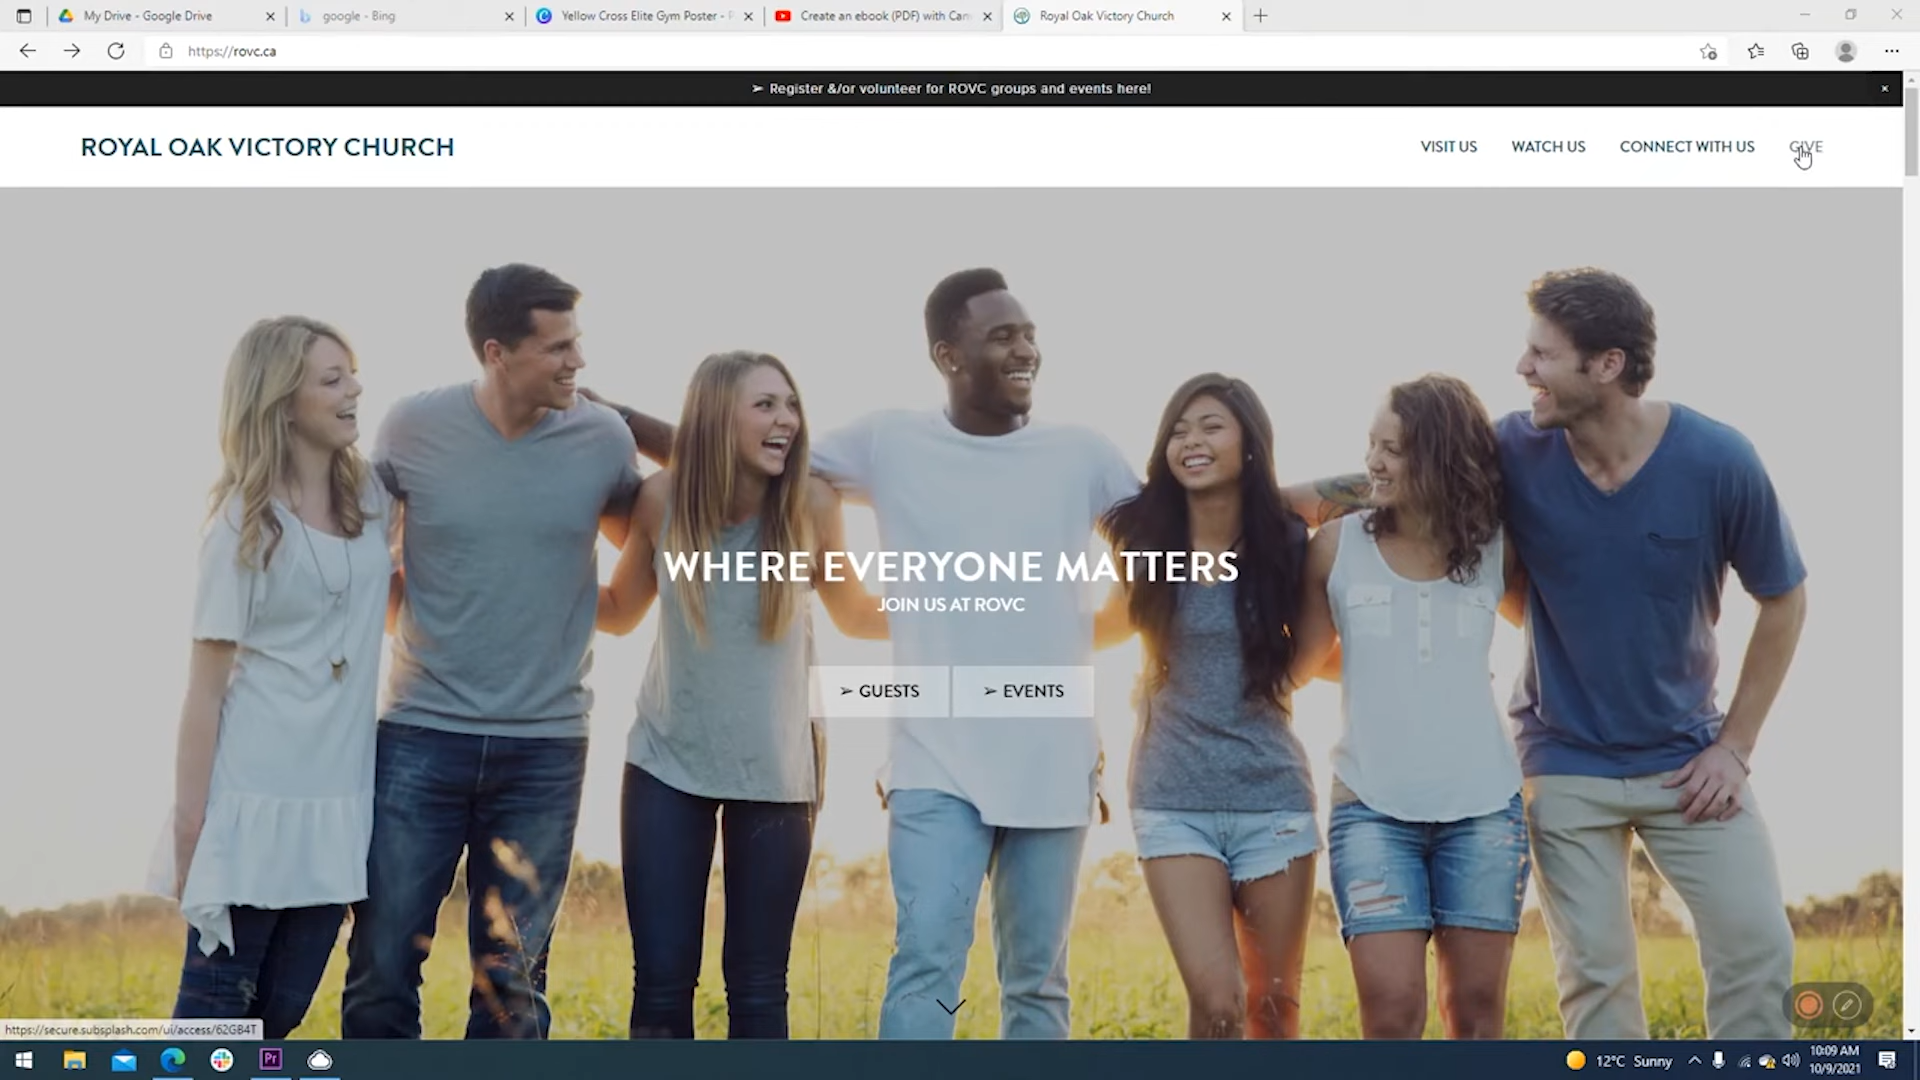 My Drive - Google Drive
google - Bing
Yellow Cross Elite Gym Poster - P
Create an ebook (PDF) with Can
Royal Oak Victory Church
https://rovc.ca
➢ Register &/or volunteer for ROVC groups and events here!
ROYAL OAK VICTORY CHURCH
VISIT US
WATCH US
CONNECT WITH US
GIVE
WHERE EVERYONE MATTERS
JOIN US AT ROVC
➢ GUESTS
➢ EVENTS
https://secure.subsplash.com/ui/access/62GB4T
Pr
12°C Sunny
10:09 AM
10/9/2021